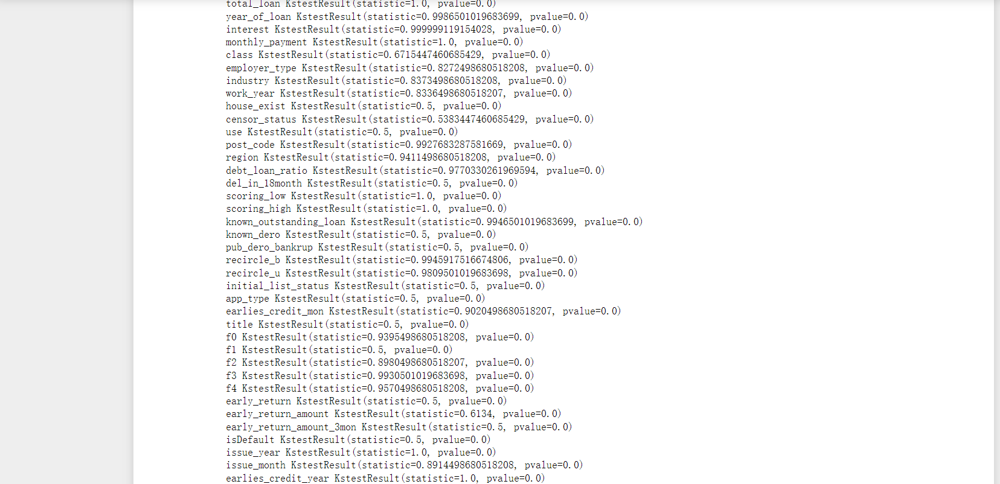 total_loan KstestResult(statistic=1.0, pvalue=0.0)
year_of_loan KstestResult(statistic=0.9986501019683699, pvalue=0.0)
interest KstestResult(statistic=0.999999119154028, pvalue=0.0)
monthly_payment KstestResult(statistic=1.0, pvalue=0.0)
class KstestResult(statistic=0.6715447460685429, pvalue=0.0)
employer_type KstestResult(statistic=0.8272498680518208, pvalue=0.0)
industry KstestResult(statistic=0.8373498680518208, pvalue=0.0)
work_year KstestResult(statistic=0.8336498680518207, pvalue=0.0)
house_exist KstestResult(statistic=0.5, pvalue=0.0)
censor_status KstestResult(statistic=0.5383447460685429, pvalue=0.0)
use KstestResult(statistic=0.5, pvalue=0.0)
post_code KstestResult(statistic=0.9927683287581669, pvalue=0.0)
region KstestResult(statistic=0.9411498680518208, pvalue=0.0)
debt_loan_ratio KstestResult(statistic=0.9770330261969594, pvalue=0.0)
del_in_18month KstestResult(statistic=0.5, pvalue=0.0)
scoring_low KstestResult(statistic=1.0, pvalue=0.0)
scoring_high KstestResult(statistic=1.0, pvalue=0.0)
known_outstanding_loan KstestResult(statistic=0.9946501019683699, pvalue=0.0)
known_dero KstestResult(statistic=0.5, pvalue=0.0)
pub_dero_bankrup KstestResult(statistic=0.5, pvalue=0.0)
recircle_b KstestResult(statistic=0.9945917516674806, pvalue=0.0)
recircle_u KstestResult(statistic=0.9809501019683698, pvalue=0.0)
initial_list_status KstestResult(statistic=0.5, pvalue=0.0)
app_type KstestResult(statistic=0.5, pvalue=0.0)
earlies_credit_mon KstestResult(statistic=0.9020498680518207, pvalue=0.0)
title KstestResult(statistic=0.5, pvalue=0.0)
f0 KstestResult(statistic=0.9395498680518208, pvalue=0.0)
f1 KstestResult(statistic=0.5, pvalue=0.0)
f2 KstestResult(statistic=0.8980498680518207, pvalue=0.0)
f3 KstestResult(statistic=0.9930501019683698, pvalue=0.0)
f4 KstestResult(statistic=0.9570498680518208, pvalue=0.0)
early_return KstestResult(statistic=0.5, pvalue=0.0)
early_return_amount KstestResult(statistic=0.6134, pvalue=0.0)
early_return_amount_3mon KstestResult(statistic=0.5, pvalue=0.0)
isDefault KstestResult(statistic=0.5, pvalue=0.0)
issue_year KstestResult(statistic=1.0, pvalue=0.0)
issue_month KstestResult(statistic=0.8914498680518208, pvalue=0.0)
earlies_credit_year KstestResult(statistic=1.0, pvalue=0.0)